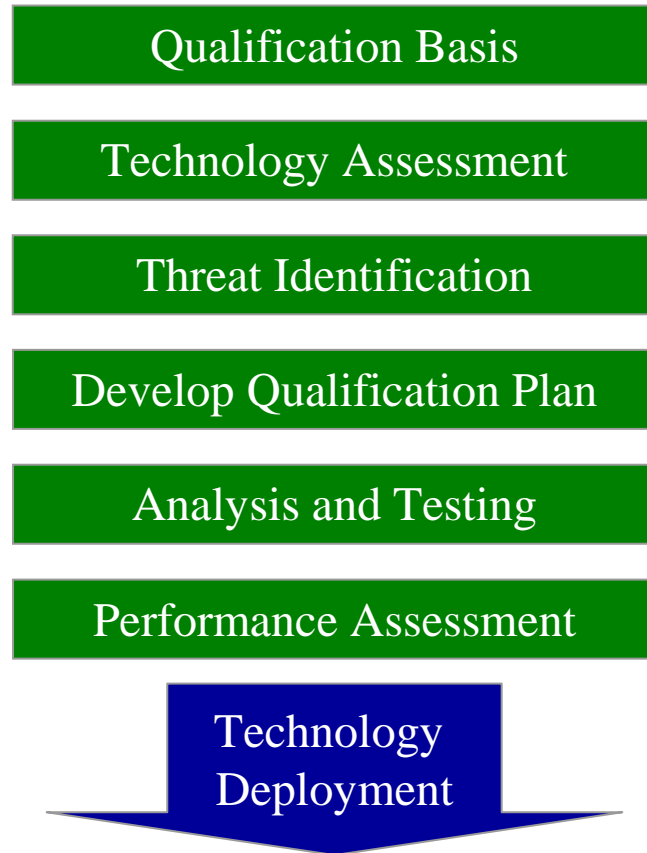 Qualification Basis
Technology Assessment
Threat Identification
Develop Qualification Plan
Analysis and Testing
Performance Assessment
Technology
Deployment